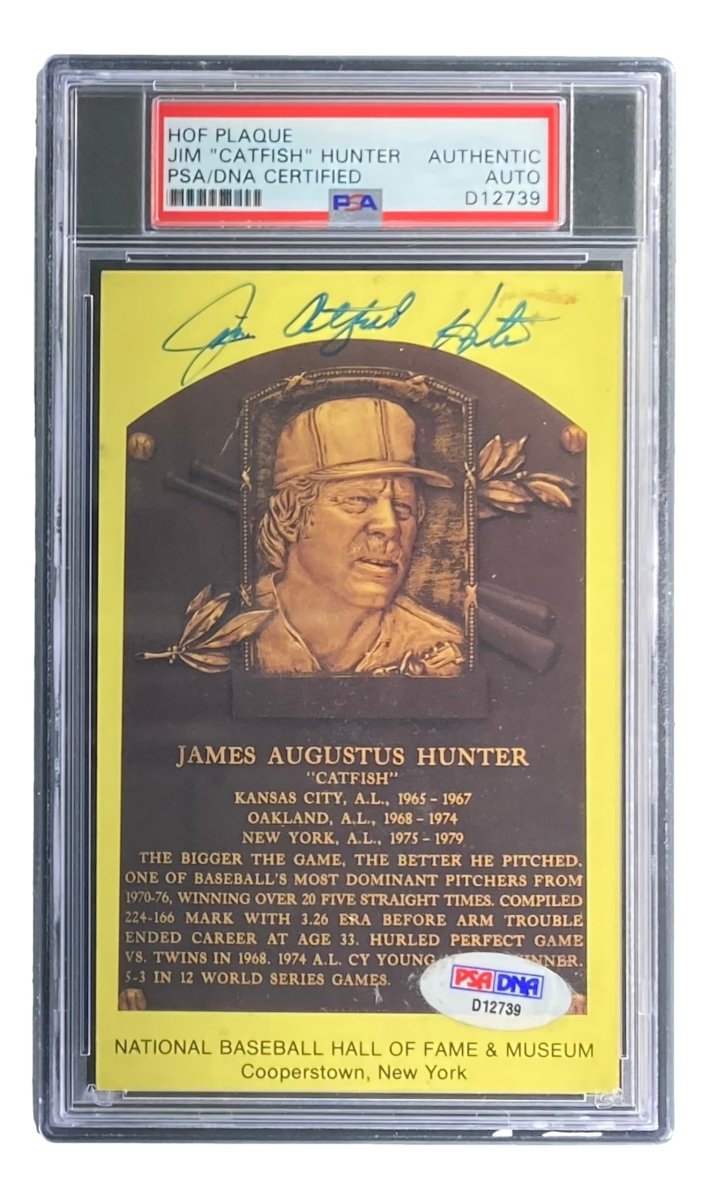 HOF PLAQUE
JIM "CATFISH" HUNTER AUTHENTIC
PSA/DNA CERTIFIED AUTO
PSA D12739
Jim Catfish Hunter
JAMES AUGUSTUS HUNTER
"CATFISH"
KANSAS CITY, A.L., 1965 - 1967
OAKLAND, A.L., 1968 - 1974
NEW YORK, A.L., 1975 - 1979
THE BIGGER THE GAME, THE BETTER HE PITCHED.
ONE OF BASEBALL'S MOST DOMINANT PITCHERS FROM
1970-76, WINNING OVER 20 FIVE STRAIGHT TIMES. COMPILED
224-166 MARK WITH 3.26 ERA BEFORE ARM TROUBLE
ENDED CAREER AT AGE 33. HURLED PERFECT GAME
VS. TWINS IN 1968. 1974 A.L. CY YOUNG
5-3 IN 12 WORLD SERIES GAMES.
PSA DNA
D12739
NATIONAL BASEBALL HALL OF FAME & MUSEUM
Cooperstown, New York